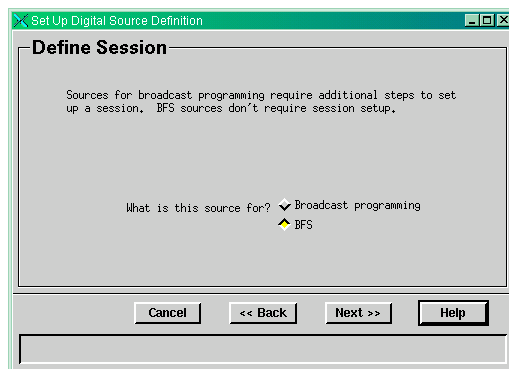 Set Up Digital Source Definition
Define Session
Sources for broadcast programming require additional steps to set
up a session. BFS sources don't require session setup.
What is this source for? Broadcast programming
BFS
Cancel << Back Next >> Help